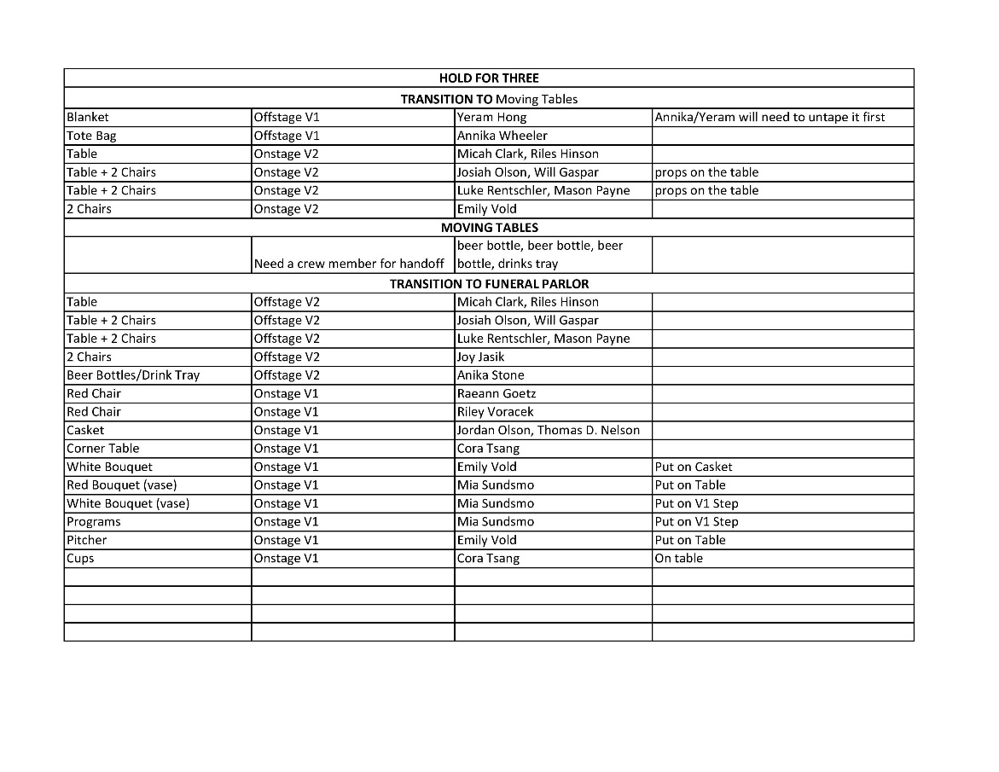 HOLD FOR THREE
TRANSITION TO Moving Tables
Blanket Offstage V1 Yeram Hong Annika/Yeram will need to untape it first
Tote Bag Offstage V1 Annika Wheeler
Table Onstage V2 Micah Clark, Riles Hinson
Table + 2 Chairs Onstage V2 Josiah Olson, Will Gaspar props on the table
Table + 2 Chairs Onstage V2 Luke Rentschler, Mason Payne props on the table
2 Chairs Onstage V2 Emily Vold
MOVING TABLES
beer bottle, beer bottle, beer
Need a crew member for handoff bottle, drinks tray
TRANSITION TO FUNERAL PARLOR
Table Offstage V2 Micah Clark, Riles Hinson
Table + 2 Chairs Offstage V2 Josiah Olson, Will Gaspar
Table + 2 Chairs Offstage V2 Luke Rentschler, Mason Payne
2 Chairs Offstage V2 Joy Jasik
Beer Bottles/Drink Tray Offstage V2 Anika Stone
Red Chair Onstage V1 Raeann Goetz
Red Chair Onstage V1 Riley Voracek
Casket Onstage V1 Jordan Olson, Thomas D. Nelson
Corner Table Onstage V1 Cora Tsang
White Bouquet Onstage V1 Emily Vold Put on Casket
Red Bouquet (vase) Onstage V1 Mia Sundsmo Put on Table
White Bouquet (vase) Onstage V1 Mia Sundsmo Put on V1 Step
Programs Onstage V1 Mia Sundsmo Put on V1 Step
Pitcher Onstage V1 Emily Vold Put on Table
Cups Onstage V1 Cora Tsang On table